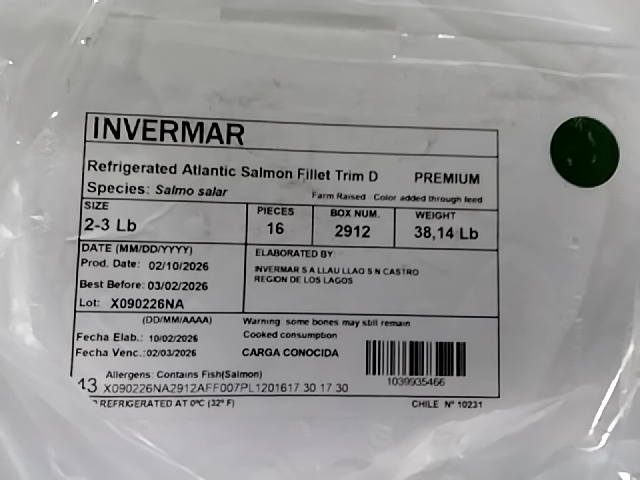 INVERMAR
Refrigerated Atlantic Salmon Fillet Trim D PREMIUM
Species: Salmo salar
Farm Raised Color added through feed
SIZE PIECES BOX NUM. WEIGHT
2-3 Lb 16 2912 38,14 Lb
DATE (MM/DD/YYYY)
Prod. Date: 02/10/2026
Best Before: 03/02/2026
Lot: X090226NA
ELABORATED BY
INVERMAR S A LLAU LLAO S N CASTRO
REGION DE LOS LAGOS
(DD/MM/AAAA)
Fecha Elab.: 10/02/2026
Fecha Venc.:02/03/2026
Warning some bones may still remain
Cooked consumption
CARGA CONOCIDA
1039935466
Allergens: Contains Fish(Salmon)
13 X090226NA2912AFF007PL1201617 30 17.30
REFRIGERATED AT 0ºC (32º F) CHILE Nº 10231